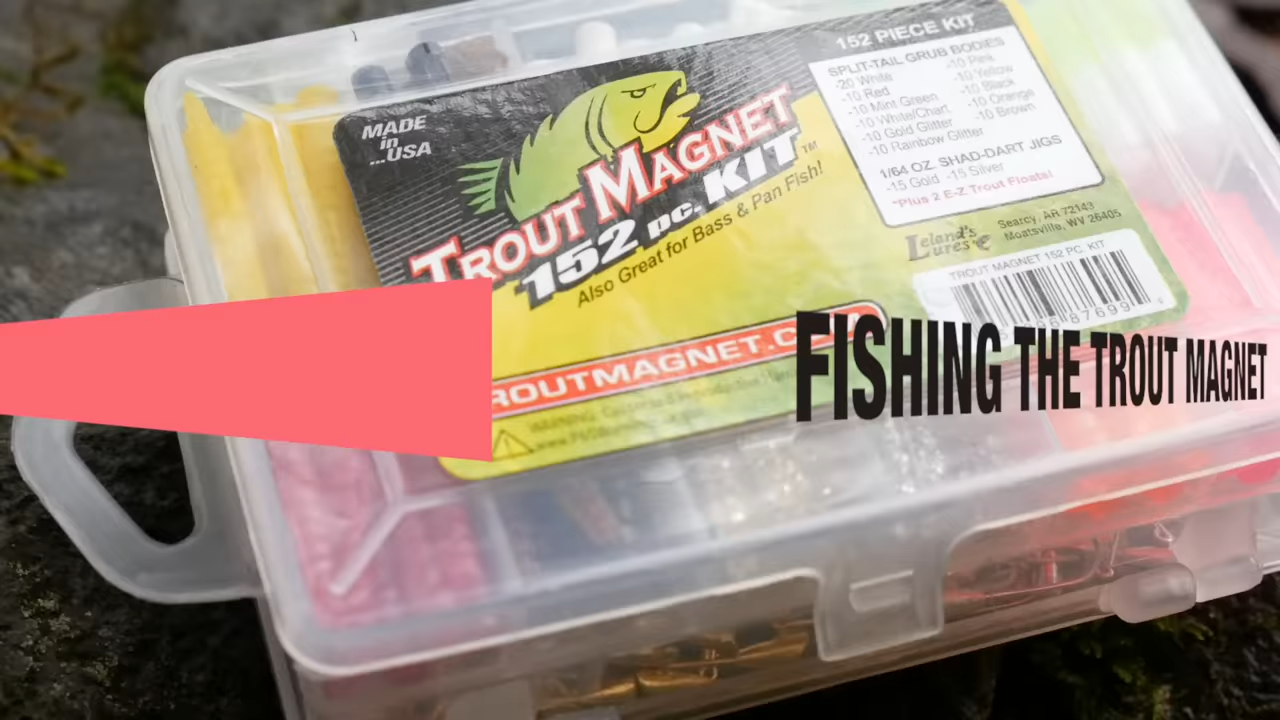 MADE
in
...USA
TROUT MAGNET
152 pc. KIT™
Also Great for Bass & Pan Fish!
152 PIECE KIT
SPLIT-TAIL GRUB BODIES
-20 White
-10 Red
-10 Mint Green
-10 White/Chart
-10 Gold Glitter
-10 Rainbow Glitter
-10 Pink
-10 Yellow
-10 Black
-10 Orange
-10 Brown
1/64 OZ. SHAD-DART JIGS
-15 Gold -15 Silver
*Plus 2 E-Z Trout Floats!
Leland's
Lures
Searcy, AR 72143
Moatsville, WV 26405
TROUT MAGNET 152 PC. KIT
87699
ROUTMAGNET.C
WARNING:
FISHING THE TROUT MAGNET